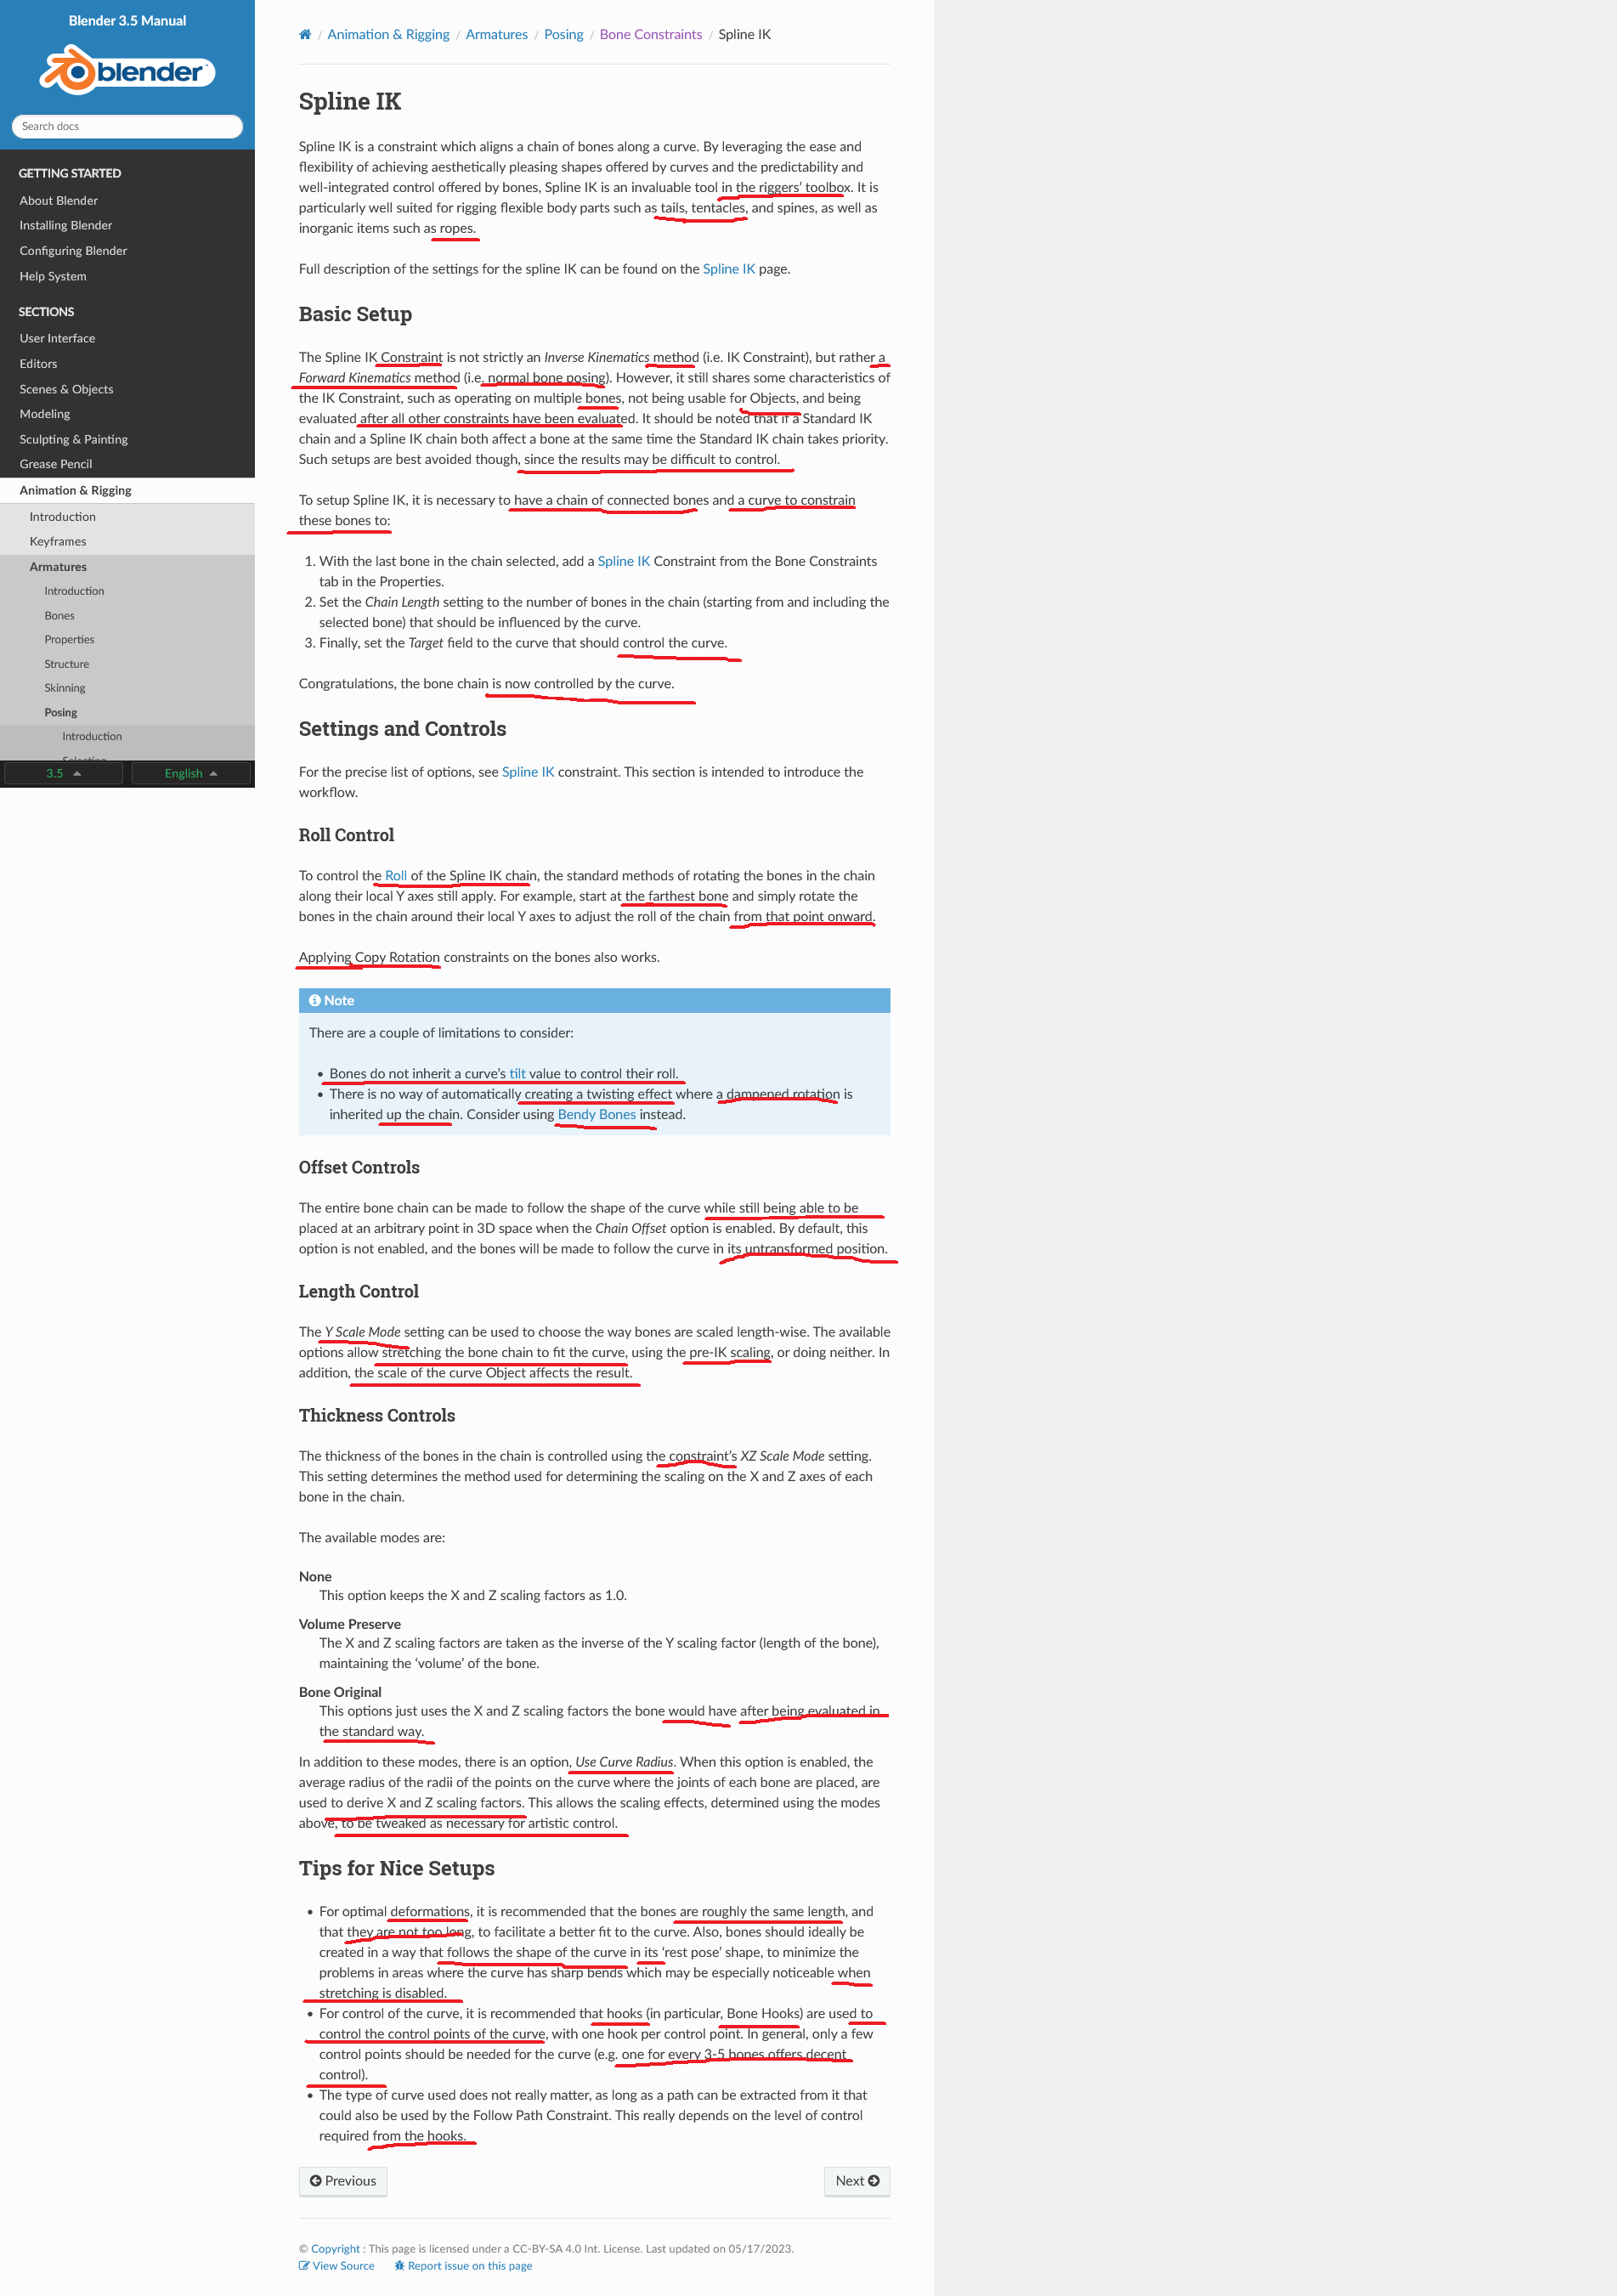 Blender 3.5 Manual
blender™
Search docs
GETTING STARTED
About Blender
Installing Blender
Configuring Blender
Help System
SECTIONS
User Interface
Editors
Scenes & Objects
Modeling
Sculpting & Painting
Grease Pencil
Animation & Rigging
Introduction
Keyframes
Armatures
Introduction
Bones
Properties
Structure
Skinning
Posing
Introduction
Selecting
3.5
English
/ Animation & Rigging / Armatures / Posing / Bone Constraints / Spline IK
Spline IK
Spline IK is a constraint which aligns a chain of bones along a curve. By leveraging the ease and
flexibility of achieving aesthetically pleasing shapes offered by curves and the predictability and
well-integrated control offered by bones, Spline IK is an invaluable tool in the riggers’ toolbox. It is
particularly well suited for rigging flexible body parts such as tails, tentacles, and spines, as well as
inorganic items such as ropes.
Full description of the settings for the spline IK can be found on the Spline IK page.
Basic Setup
The Spline IK Constraint is not strictly an Inverse Kinematics method (i.e. IK Constraint), but rather a
Forward Kinematics method (i.e. normal bone posing). However, it still shares some characteristics of
the IK Constraint, such as operating on multiple bones, not being usable for Objects, and being
evaluated after all other constraints have been evaluated. It should be noted that if a Standard IK
chain and a Spline IK chain both affect a bone at the same time the Standard IK chain takes priority.
Such setups are best avoided though, since the results may be difficult to control.
To setup Spline IK, it is necessary to have a chain of connected bones and a curve to constrain
these bones to:
1. With the last bone in the chain selected, add a Spline IK Constraint from the Bone Constraints
tab in the Properties.
2. Set the Chain Length setting to the number of bones in the chain (starting from and including the
selected bone) that should be influenced by the curve.
3. Finally, set the Target field to the curve that should control the curve.
Congratulations, the bone chain is now controlled by the curve.
Settings and Controls
For the precise list of options, see Spline IK constraint. This section is intended to introduce the
workflow.
Roll Control
To control the Roll of the Spline IK chain, the standard methods of rotating the bones in the chain
along their local Y axes still apply. For example, start at the farthest bone and simply rotate the
bones in the chain around their local Y axes to adjust the roll of the chain from that point onward.
Applying Copy Rotation constraints on the bones also works.
Note
There are a couple of limitations to consider:
• Bones do not inherit a curve’s tilt value to control their roll.
• There is no way of automatically creating a twisting effect where a dampened rotation is
inherited up the chain. Consider using Bendy Bones instead.
Offset Controls
The entire bone chain can be made to follow the shape of the curve while still being able to be
placed at an arbitrary point in 3D space when the Chain Offset option is enabled. By default, this
option is not enabled, and the bones will be made to follow the curve in its untransformed position.
Length Control
The Y Scale Mode setting can be used to choose the way bones are scaled length-wise. The available
options allow stretching the bone chain to fit the curve, using the pre-IK scaling, or doing neither. In
addition, the scale of the curve Object affects the result.
Thickness Controls
The thickness of the bones in the chain is controlled using the constraint’s XZ Scale Mode setting.
This setting determines the method used for determining the scaling on the X and Z axes of each
bone in the chain.
The available modes are:
None
This option keeps the X and Z scaling factors as 1.0.
Volume Preserve
The X and Z scaling factors are taken as the inverse of the Y scaling factor (length of the bone),
maintaining the ‘volume’ of the bone.
Bone Original
This options just uses the X and Z scaling factors the bone would have after being evaluated in
the standard way.
In addition to these modes, there is an option, Use Curve Radius. When this option is enabled, the
average radius of the radii of the points on the curve where the joints of each bone are placed, are
used to derive X and Z scaling factors. This allows the scaling effects, determined using the modes
above, to be tweaked as necessary for artistic control.
Tips for Nice Setups
• For optimal deformations, it is recommended that the bones are roughly the same length, and
that they are not too long, to facilitate a better fit to the curve. Also, bones should ideally be
created in a way that follows the shape of the curve in its ‘rest pose’ shape, to minimize the
problems in areas where the curve has sharp bends which may be especially noticeable when
stretching is disabled.
• For control of the curve, it is recommended that hooks (in particular, Bone Hooks) are used to
control the control points of the curve, with one hook per control point. In general, only a few
control points should be needed for the curve (e.g. one for every 3-5 bones offers decent
control).
• The type of curve used does not really matter, as long as a path can be extracted from it that
could also be used by the Follow Path Constraint. This really depends on the level of control
required from the hooks.
Previous
Next
© Copyright : This page is licensed under a CC-BY-SA 4.0 Int. License. Last updated on 05/17/2023.
View Source Report issue on this page